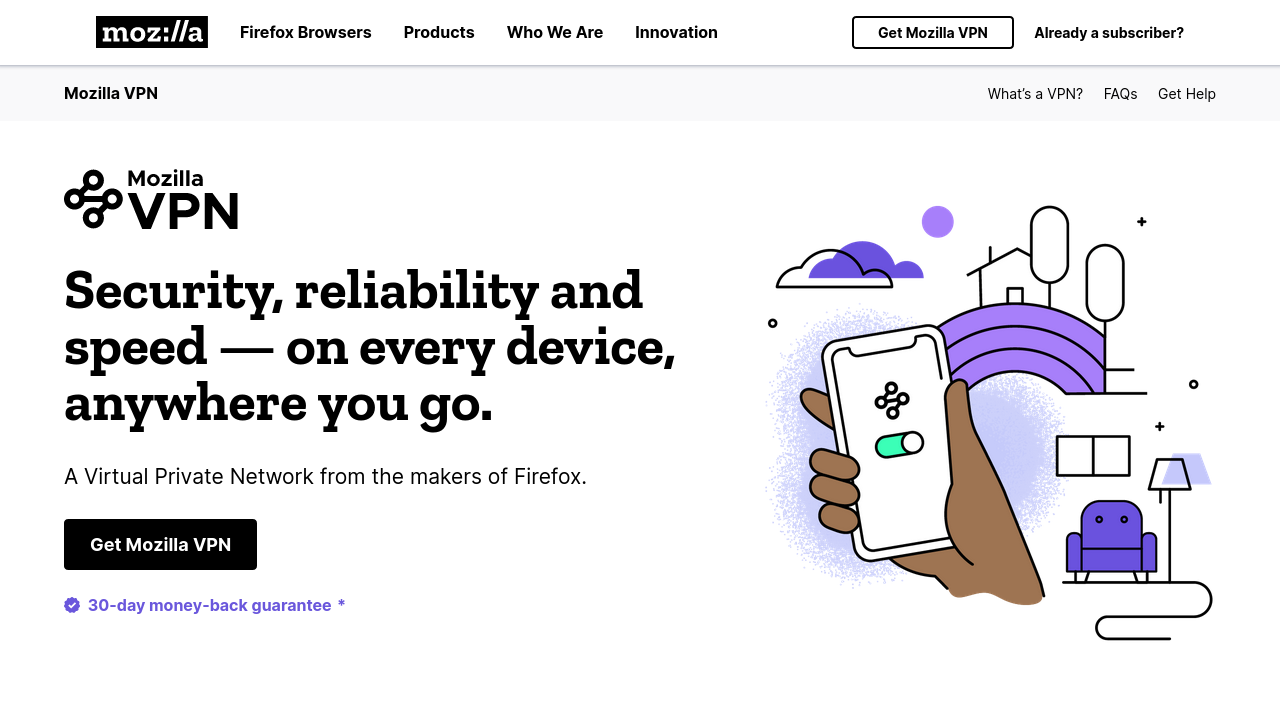 moz://a
Firefox Browsers
Products
Who We Are
Innovation
Get Mozilla VPN
Already a subscriber?
Mozilla VPN
What's a VPN?
FAQs
Get Help
Mozilla
VPN
Security, reliability and
speed — on every device,
anywhere you go.
A Virtual Private Network from the makers of Firefox.
Get Mozilla VPN
30-day money-back guarantee *